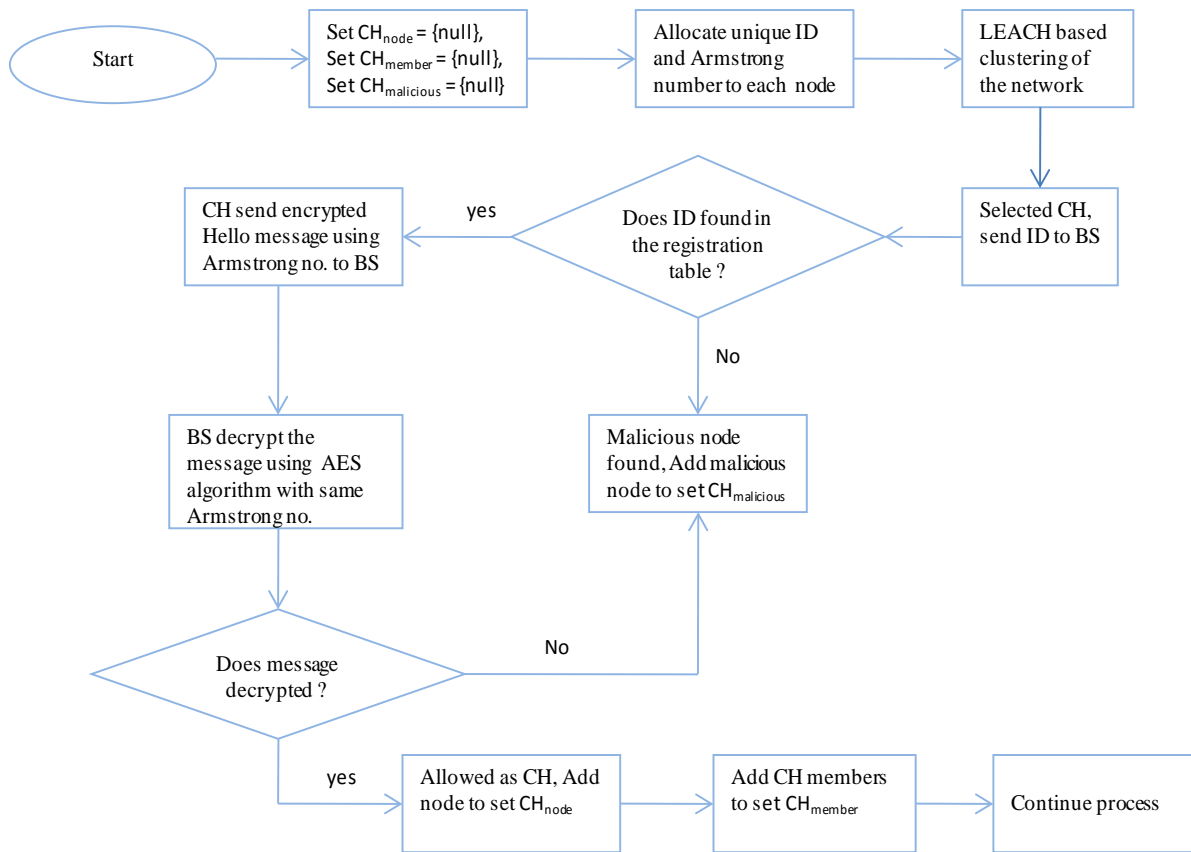 Start
Set CHnode = {null},
Set CHmember = {null},
Set CHmalicious = {null}
Allocate unique ID
and Armstrong
number to each node
LEACH based
clustering of
the network
CH send encrypted
Hello message using
Armstrong no. to BS
yes
Does ID found in
the registration
table ?
Selected CH,
send ID to BS
No
BS decrypt the
message using AES
algorithm with same
Armstrong no.
Malicious node
found, Add malicious
node to set CHmalicious
Does message
decrypted ?
No
yes
Allowed as CH, Add
node to set CHnode
Add CH members
to set CHmember
Continue process